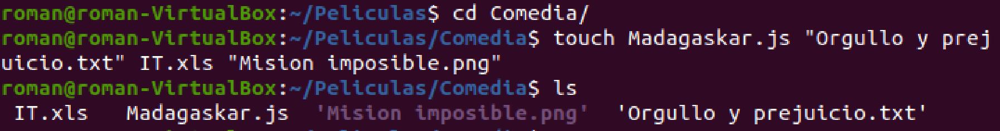 roman@roman-VirtualBox:~/Peliculas$ cd Comedia/
roman@roman-VirtualBox:~/Peliculas/Comedia$ touch Madagaskar.js "Orgullo y prej
uicio.txt" IT.xls "Mision imposible.png"
roman@roman-VirtualBox:~/Peliculas/Comedia$ ls
IT.xls   Madagaskar.js  'Mision imposible.png'  'Orgullo y prejuicio.txt'